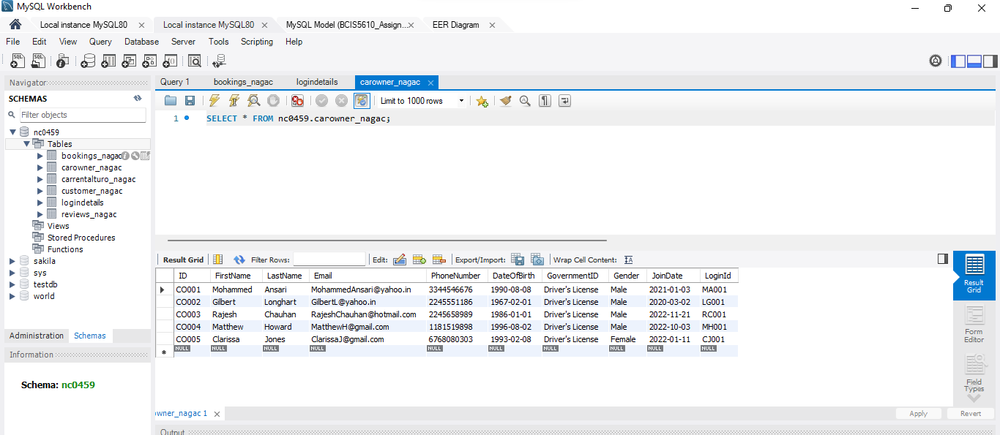 MySQL Workbench
Local instance MySQL80 Local instance MySQL80 MySQL Model (BCIS5610_Assign... EER Diagram
File Edit View Query Database Server Tools Scripting Help
Navigator
SCHEMAS
Filter objects
nc0459
Tables
bookings_nagac
carowner_nagac
carrentalturo_nagac
customer_nagac
logindetails
reviews_nagac
Views
Stored Procedures
Functions
sakila
sys
testdb
world
Administration Schemas
Information
Schema: nc0459
Query 1 bookings_nagac logindetails carowner_nagac
Limit to 1000 rows
1 SELECT * FROM nc0459.carowner_nagac;
Result Grid Filter Rows: Edit: Export/Import: Wrap Cell Content:
ID FirstName LastName Email PhoneNumber DateOfBirth GovernmentID Gender JoinDate LoginId
CO001 Mohammed Ansari MohammedAnsari@yahoo.in 3344546676 1990-08-08 Driver's License Male 2021-01-03 MA001
CO002 Gilbert Longhart GilbertL@yahoo.in 2245551186 1967-02-01 Driver's License Male 2020-03-02 LG001
CO003 Rajesh Chauhan RajeshChauhan@hotmail.com 2245658989 1986-01-01 Driver's License Male 2022-11-21 RC001
CO004 Matthew Howard MatthewH@gmail.com 1181519898 1996-08-02 Driver's License Male 2022-10-03 MH001
CO005 Clarissa Jones ClarissaJ@gmail.com 6768080303 1993-02-08 Driver's License Female 2022-01-11 CJ001
NULL NULL NULL NULL NULL NULL NULL NULL NULL NULL
Result
Grid
Form
Editor
Field
Types
owner_nagac 1
Apply Revert
Output